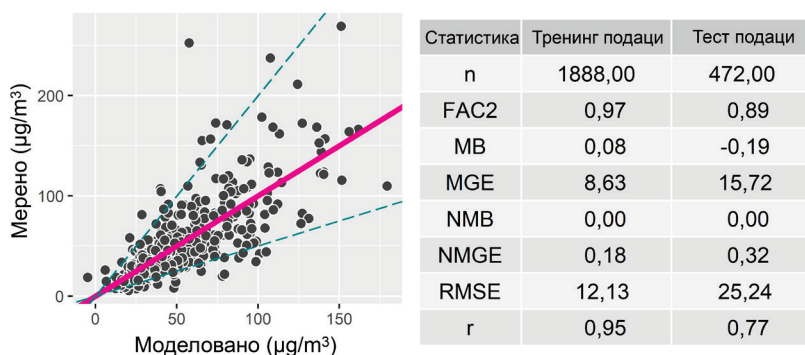 Мерено (µg/m³)
200
100
0
0
50
100
150
Моделовано (µg/m³)
Статистика Тренинг подаци Тест подаци
n 1888,00 472,00
FAC2 0,97 0,89
MB 0,08 -0,19
MGE 8,63 15,72
NMB 0,00 0,00
NMGE 0,18 0,32
RMSE 12,13 25,24
r 0,95 0,77